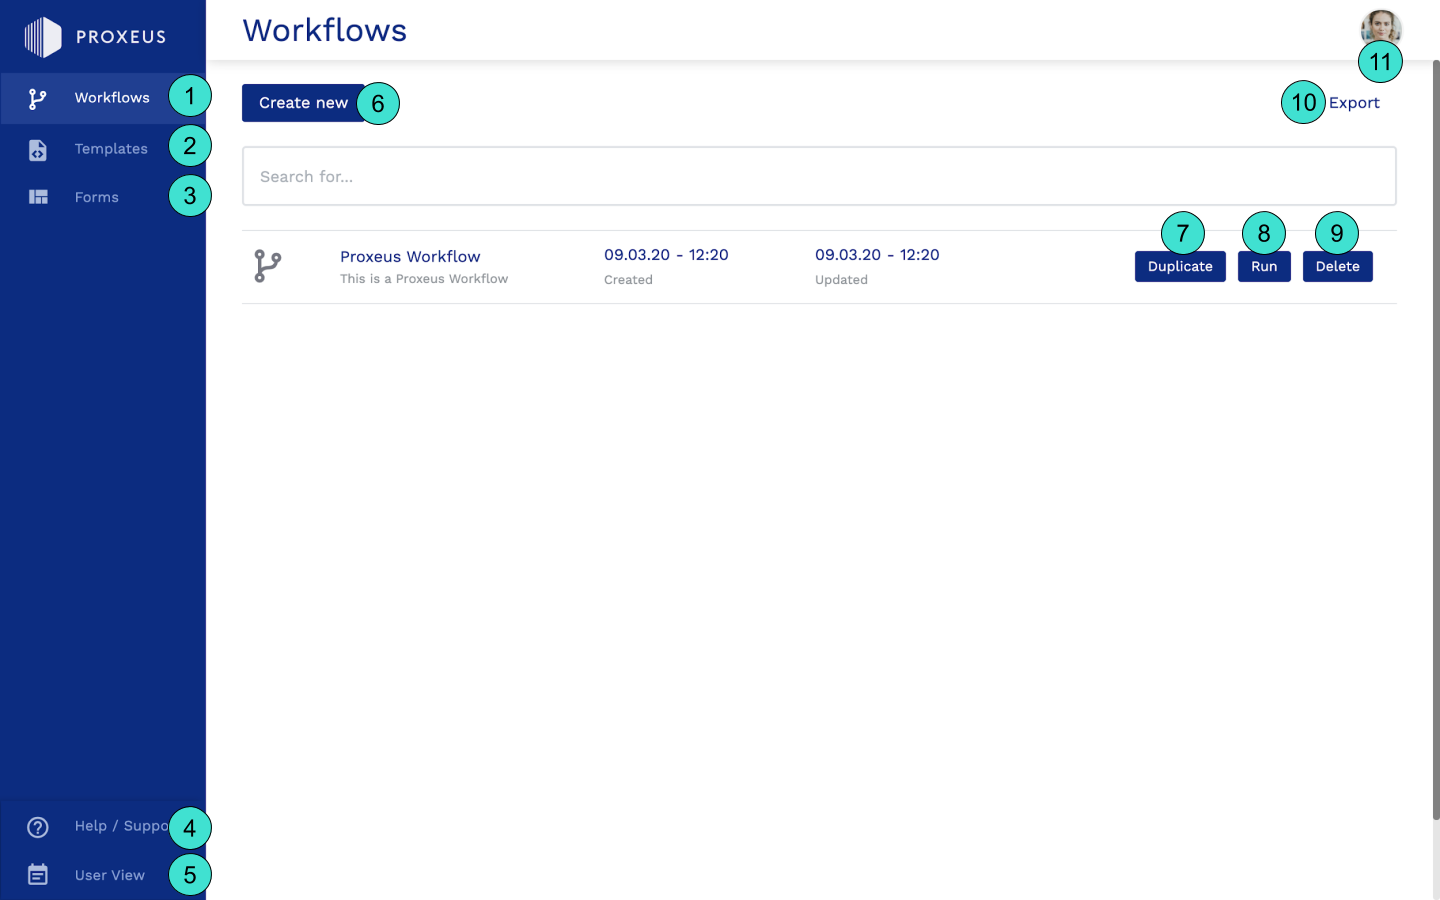 PROXEUS
Workflows 1
Templates 2
Forms 3
Help / Suppo 4
User View 5
Workflows
11
Create new 6
10 Export
Search for...
7 8 9
Proxeus Workflow
This is a Proxeus Workflow
09.03.20 - 12:20
Created
09.03.20 - 12:20
Updated
Duplicate Run Delete